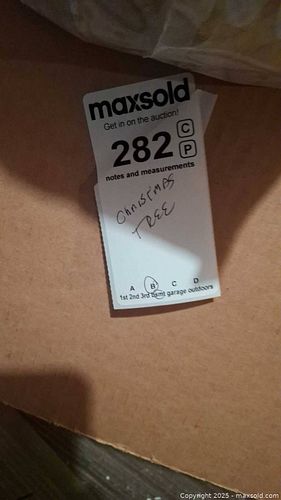 maxsold
Get in on the auction!
282 C
P
notes and measurements
CHRISTMAS
TREE
A B C D
1st 2nd 3rd bsmt garage outdoors
Copyright 2025 - maxsold.com